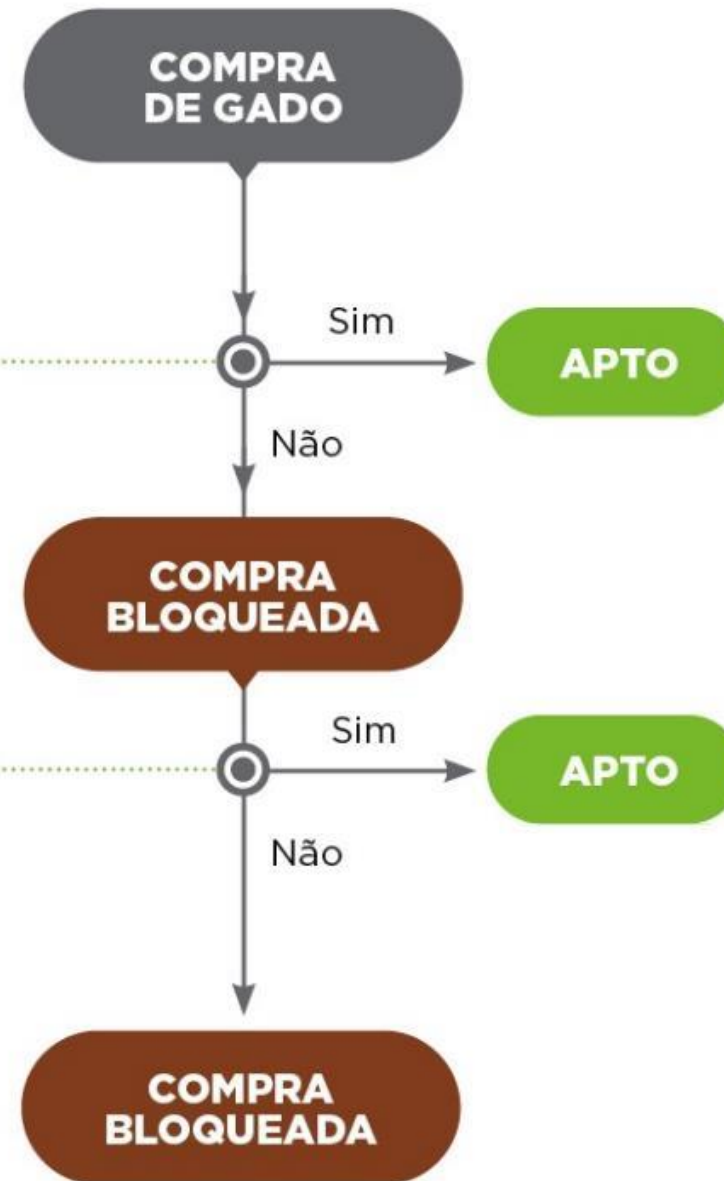 COMPRA
DE GADO
Sim
APTO
Não
COMPRA
BLOQUEADA
Sim
APTO
Não
COMPRA
BLOQUEADA